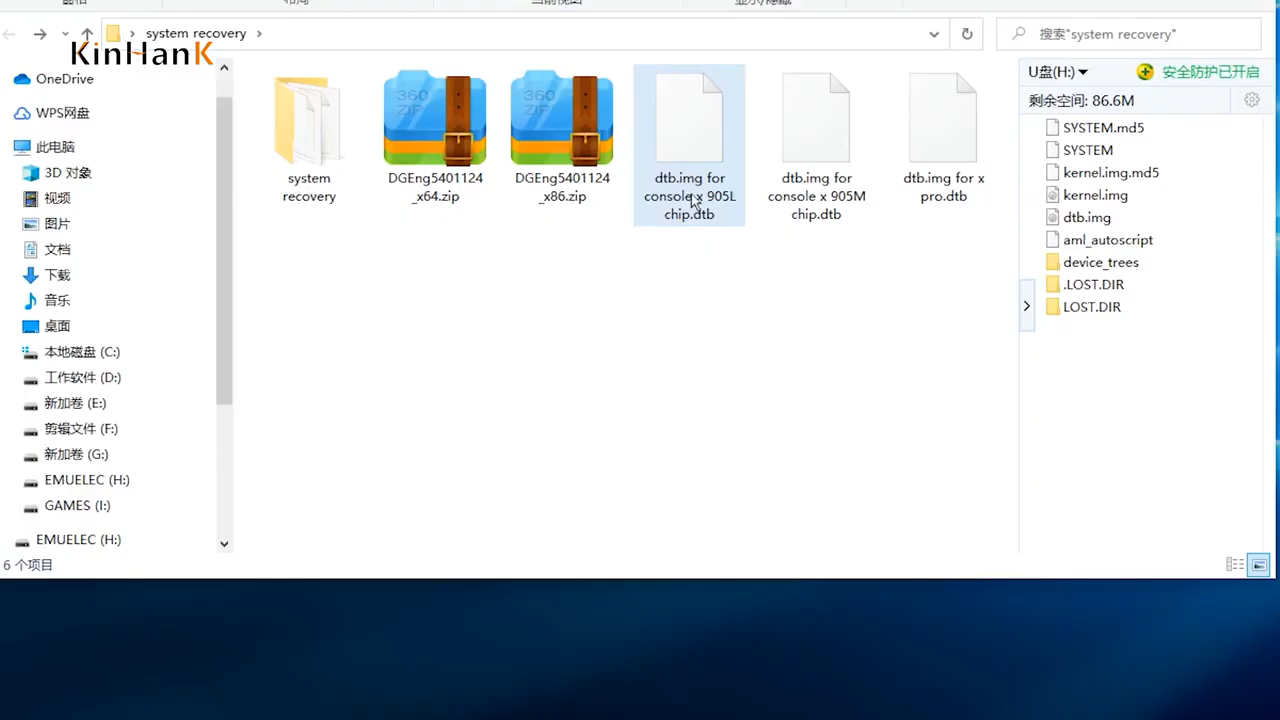 system recovery
搜索"system recovery"
KinHanK
OneDrive
WPS网盘
此电脑
3D 对象
视频
图片
文档
下载
音乐
桌面
本地磁盘 (C:)
工作软件 (D:)
新加卷 (E:)
剪辑文件 (F:)
新加卷 (G:)
EMUELEC (H:)
GAMES (I:)
EMUELEC (H:)
6 个项目
360
ZIP
system
recovery
360
ZIP
DGEng5401124
_x64.zip
DGEng5401124
_x86.zip
dtb.img for
console x 905L
chip.dtb
dtb.img for
console x 905M
chip.dtb
dtb.img for x
pro.dtb
U盘(H:)
安全防护已开启
剩余空间: 86.6M
SYSTEM.md5
SYSTEM
kernel.img.md5
kernel.img
dtb.img
aml_autoscript
device_trees
.LOST.DIR
LOST.DIR